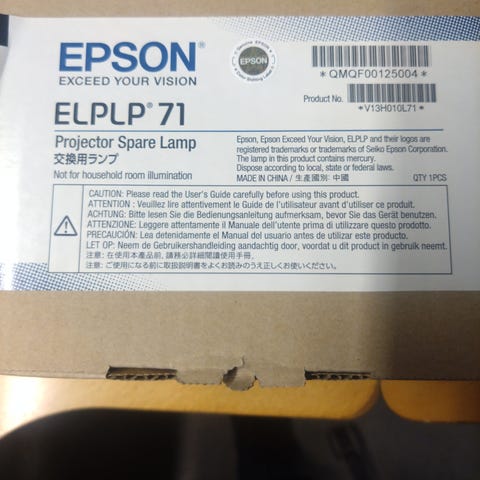 EPSON®
EXCEED YOUR VISION
EPSON
*QMQF00125004*
Product No.
*V13H010L71*
ELPLP® 71
Projector Spare Lamp
交換用ランプ
Not for household room illumination
Epson, Epson Exceed Your Vision, ELPLP and their logos are
registered trademarks or trademarks of Seiko Epson Corporation.
The lamp in this product contains mercury.
Dispose according to local, state or federal laws.
MADE IN CHINA / 生產國別: 中國
QTY 1PCS
CAUTION: Please read the User's Guide carefully before using this product.
ATTENTION : Veuillez lire attentivement le Guide de l'utilisateur avant d'utiliser ce produit.
ACHTUNG: Bitte lesen Sie die Bedienungsanleitung aufmerksam, bevor Sie das Gerät benutzen.
ATTENZIONE: Leggere attentamente il Manuale dell'utente prima di utilizzare questo prodotto.
PRECAUCIÓN: Lea detenidamente el Manual del usuario antes de utilizar este producto.
LET OP: Neem de Gebruikershandleiding aandachtig door, voordat u dit product in gebruik neemt.
注意: 在使用本產品前, 請務必詳細閱讀使用手冊.
注意: ご使用になる前に取扱説明書をよくお読みのうえ正しくお使いください。